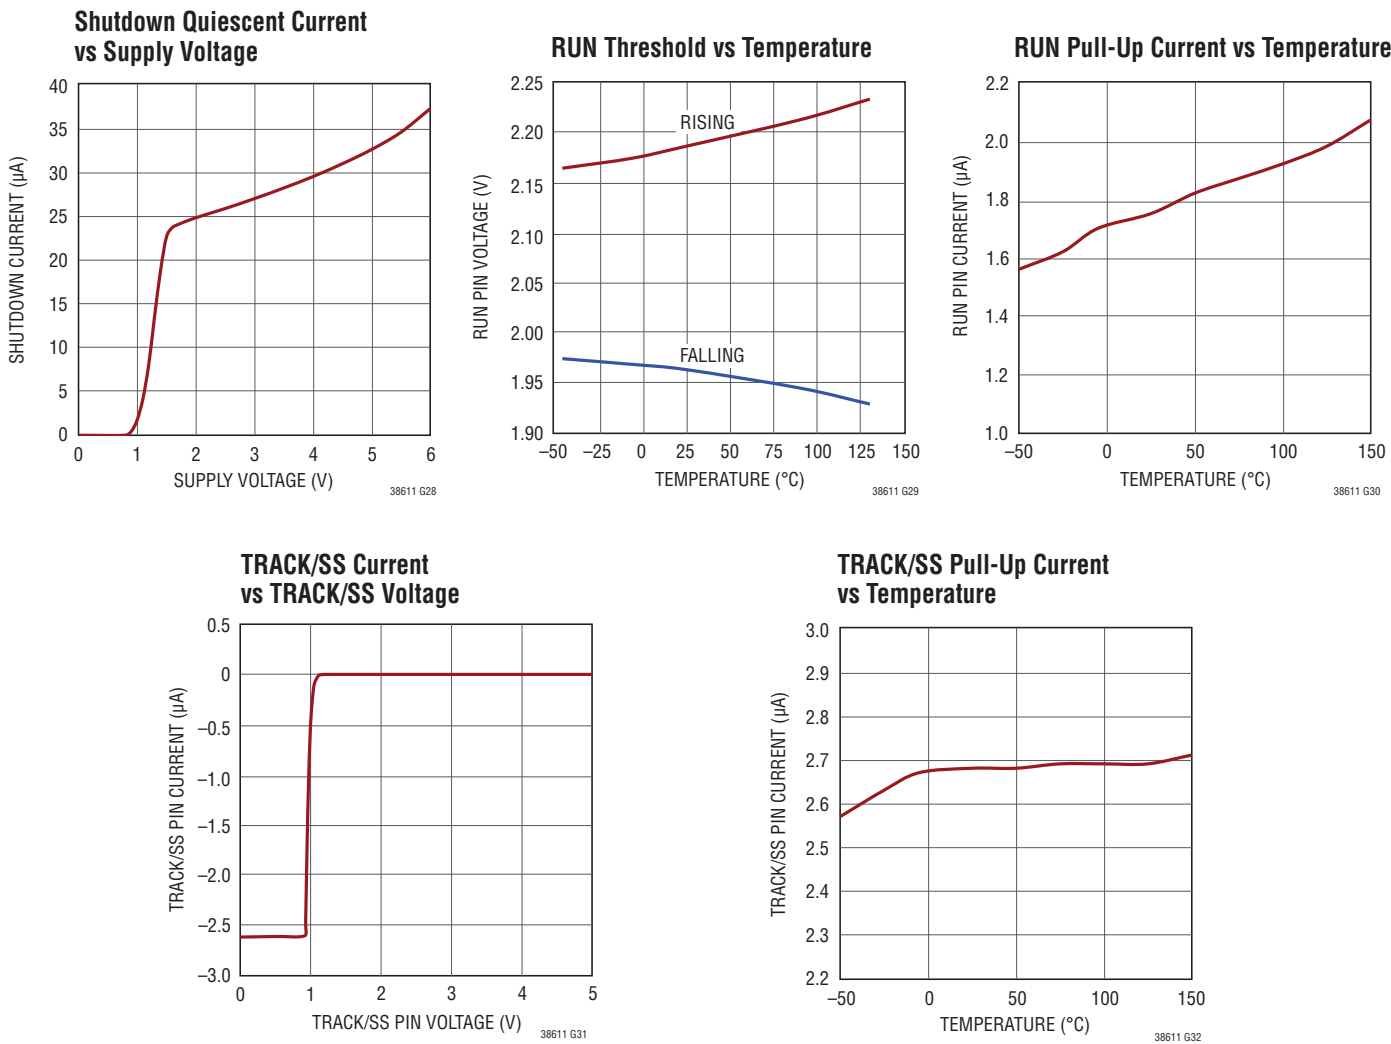 Shutdown Quiescent Current
vs Supply Voltage
40
35
30
25
20
15
10
5
0
SHUTDOWN CURRENT (µA)
0 1 2 3 4 5 6
SUPPLY VOLTAGE (V)
38611 G28
RUN Threshold vs Temperature
2.25
2.20
2.15
2.10
2.05
2.00
1.95
1.90
RUN PIN VOLTAGE (V)
RISING
FALLING
–50 –25 0 25 50 75 100 125 150
TEMPERATURE (°C)
38611 G29
RUN Pull-Up Current vs Temperature
2.2
2.0
1.8
1.6
1.4
1.2
1.0
RUN PIN CURRENT (µA)
–50 0 50 100 150
TEMPERATURE (°C)
38611 G30
TRACK/SS Current
vs TRACK/SS Voltage
0.5
0
–0.5
–1.0
–1.5
–2.0
–2.5
–3.0
TRACK/SS PIN CURRENT (µA)
0 1 2 3 4 5
TRACK/SS PIN VOLTAGE (V)
38611 G31
TRACK/SS Pull-Up Current
vs Temperature
3.0
2.9
2.8
2.7
2.6
2.5
2.4
2.3
2.2
TRACK/SS PIN CURRENT (µA)
–50 0 50 100 150
TEMPERATURE (°C)
38611 G32